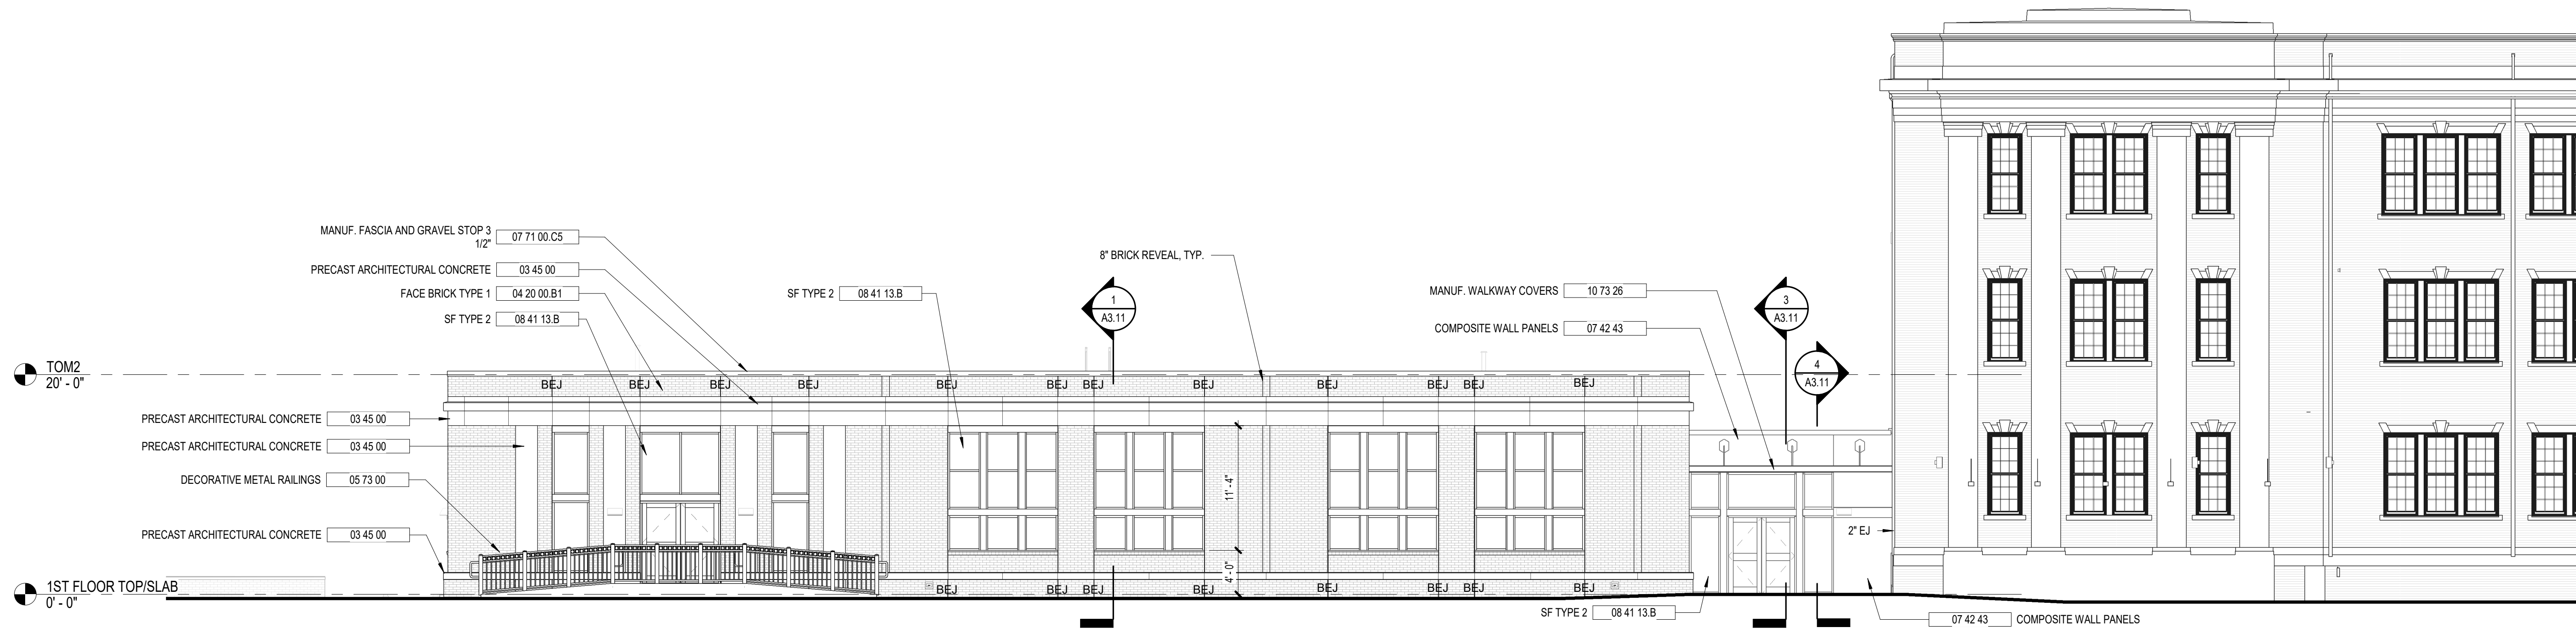 MANUF. FASCIA AND GRAVEL STOP 3
1/2"
07 71 00.C5
PRECAST ARCHITECTURAL CONCRETE 03 45 00
FACE BRICK TYPE 1 04 20 00.B1
SF TYPE 2 08 41 13.B
SF TYPE 2 08 41 13.B
1
A3.11
8" BRICK REVEAL, TYP.
MANUF. WALKWAY COVERS 10 73 26
COMPOSITE WALL PANELS 07 42 43
3
A3.11
4
A3.11
TOM2
20' - 0"
BEJ BEJ BEJ BEJ BEJ BEJ BEJ BEJ BEJ BEJ BEJ BEJ
PRECAST ARCHITECTURAL CONCRETE 03 45 00
PRECAST ARCHITECTURAL CONCRETE 03 45 00
DECORATIVE METAL RAILINGS 05 73 00
PRECAST ARCHITECTURAL CONCRETE 03 45 00
11' - 4"
4' - 0"
2" EJ
1ST FLOOR TOP/SLAB
0' - 0"
BEJ BEJ BEJ BEJ BEJ BEJ BEJ BEJ
SF TYPE 2 08 41 13.B
07 42 43 COMPOSITE WALL PANELS